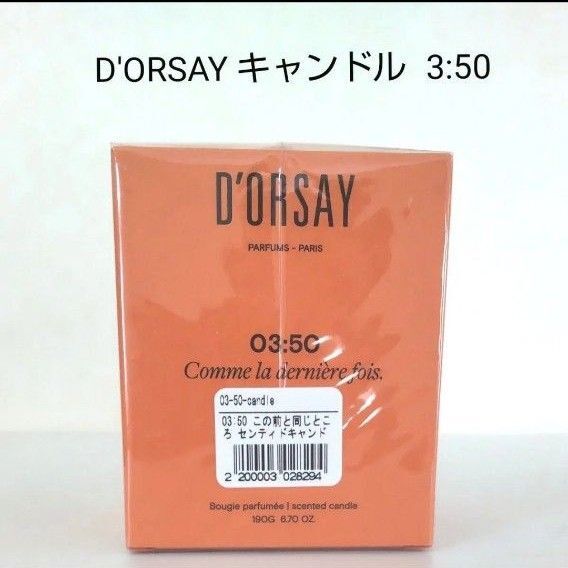 D'ORSAY キャンドル 3:50
D'ORSAY
PARFUMS - PARIS
03:50
Comme la dernière fois.
03-50-candle
03:50 この前と同じとこ
ろ センティドキャンド
2 200003 028294
Bougie parfumée | scented candle
190G 6.70 OZ.